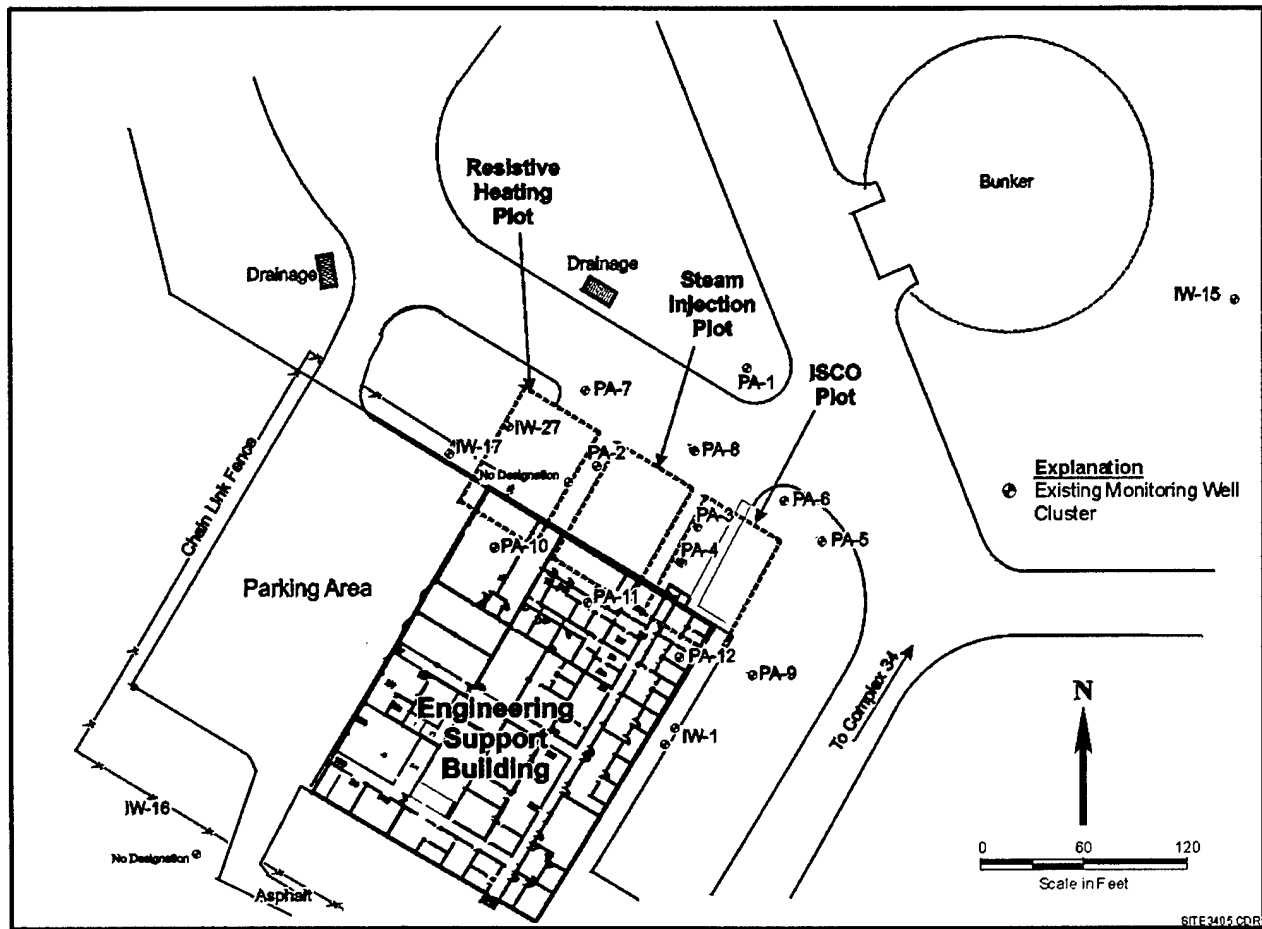 Resistive
Heating
Plot
Bunker
Drainage
Drainage
Steam
Injection
Plot
IW-15
PA-1
ISCO
Plot
PA-7
IW-27
IW-17
PA-2
PA-8
No Designation
Explanation
Existing Monitoring Well
Cluster
PA-6
PA-3
PA-5
PA-4
Chain Link Fence
PA-10
Parking Area
PA-11
PA-12
PA-9
Engineering
Support
Building
IW-1
To Complex 34
N
IW-16
No Designation
Asphalt
0 60 120
Scale in Feet
SITE3405.CDR